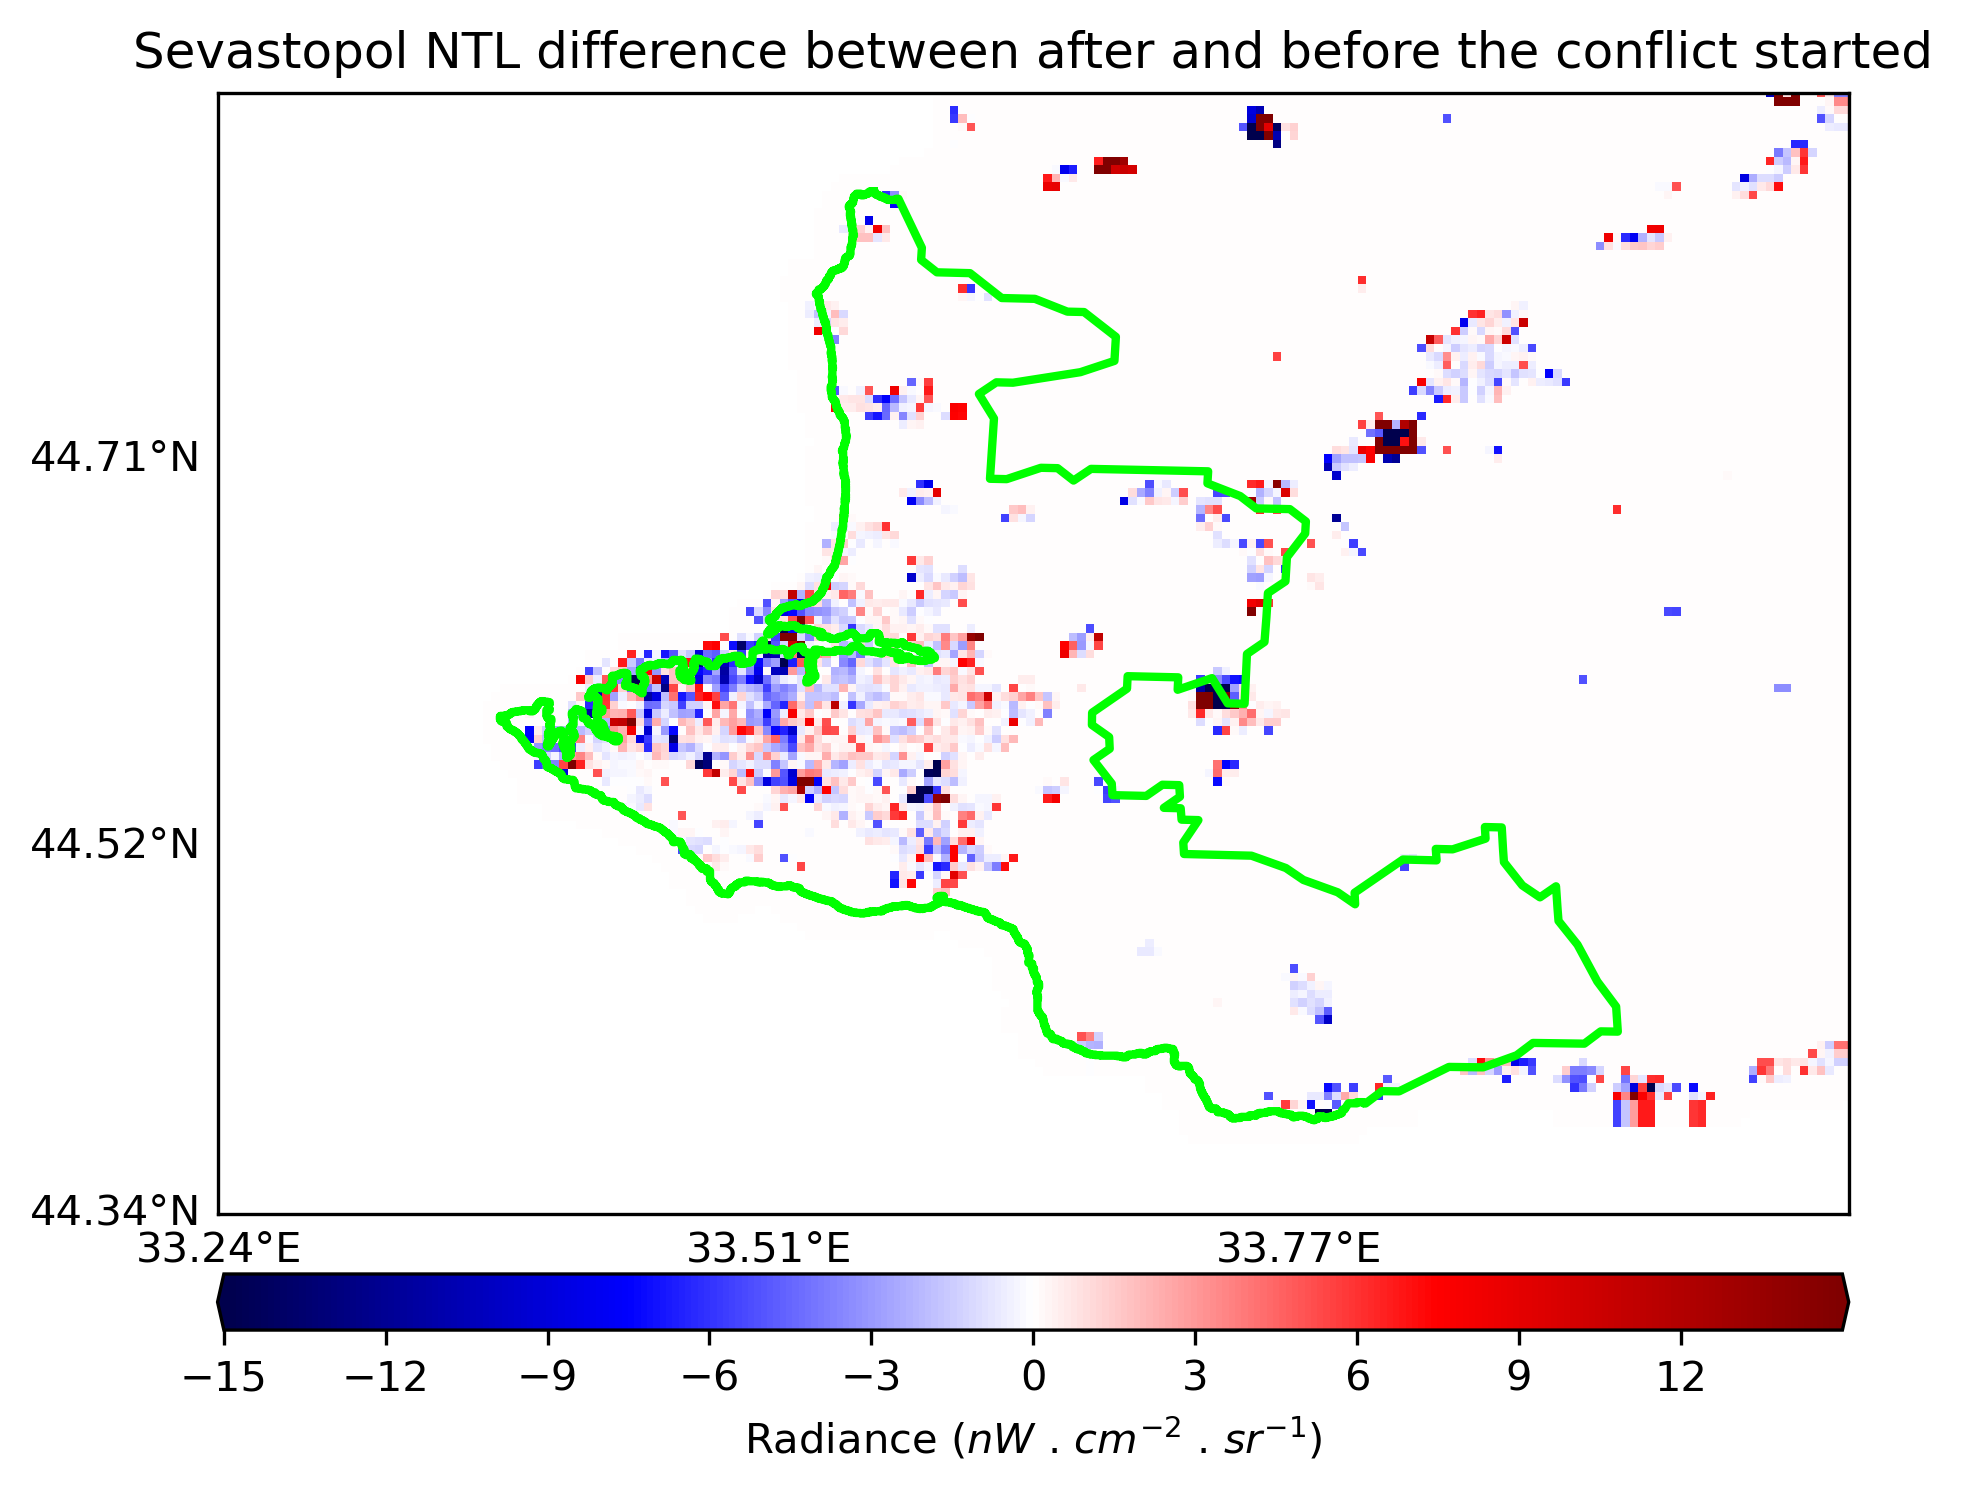 Sevastopol NTL difference between after and before the conflict started
44.71°N
44.52°N
44.34°N
33.24°E 33.51°E 33.77°E
−15 −12 −9 −6 −3 0 3 6 9 12
Radiance (nW . cm⁻² . sr⁻¹)